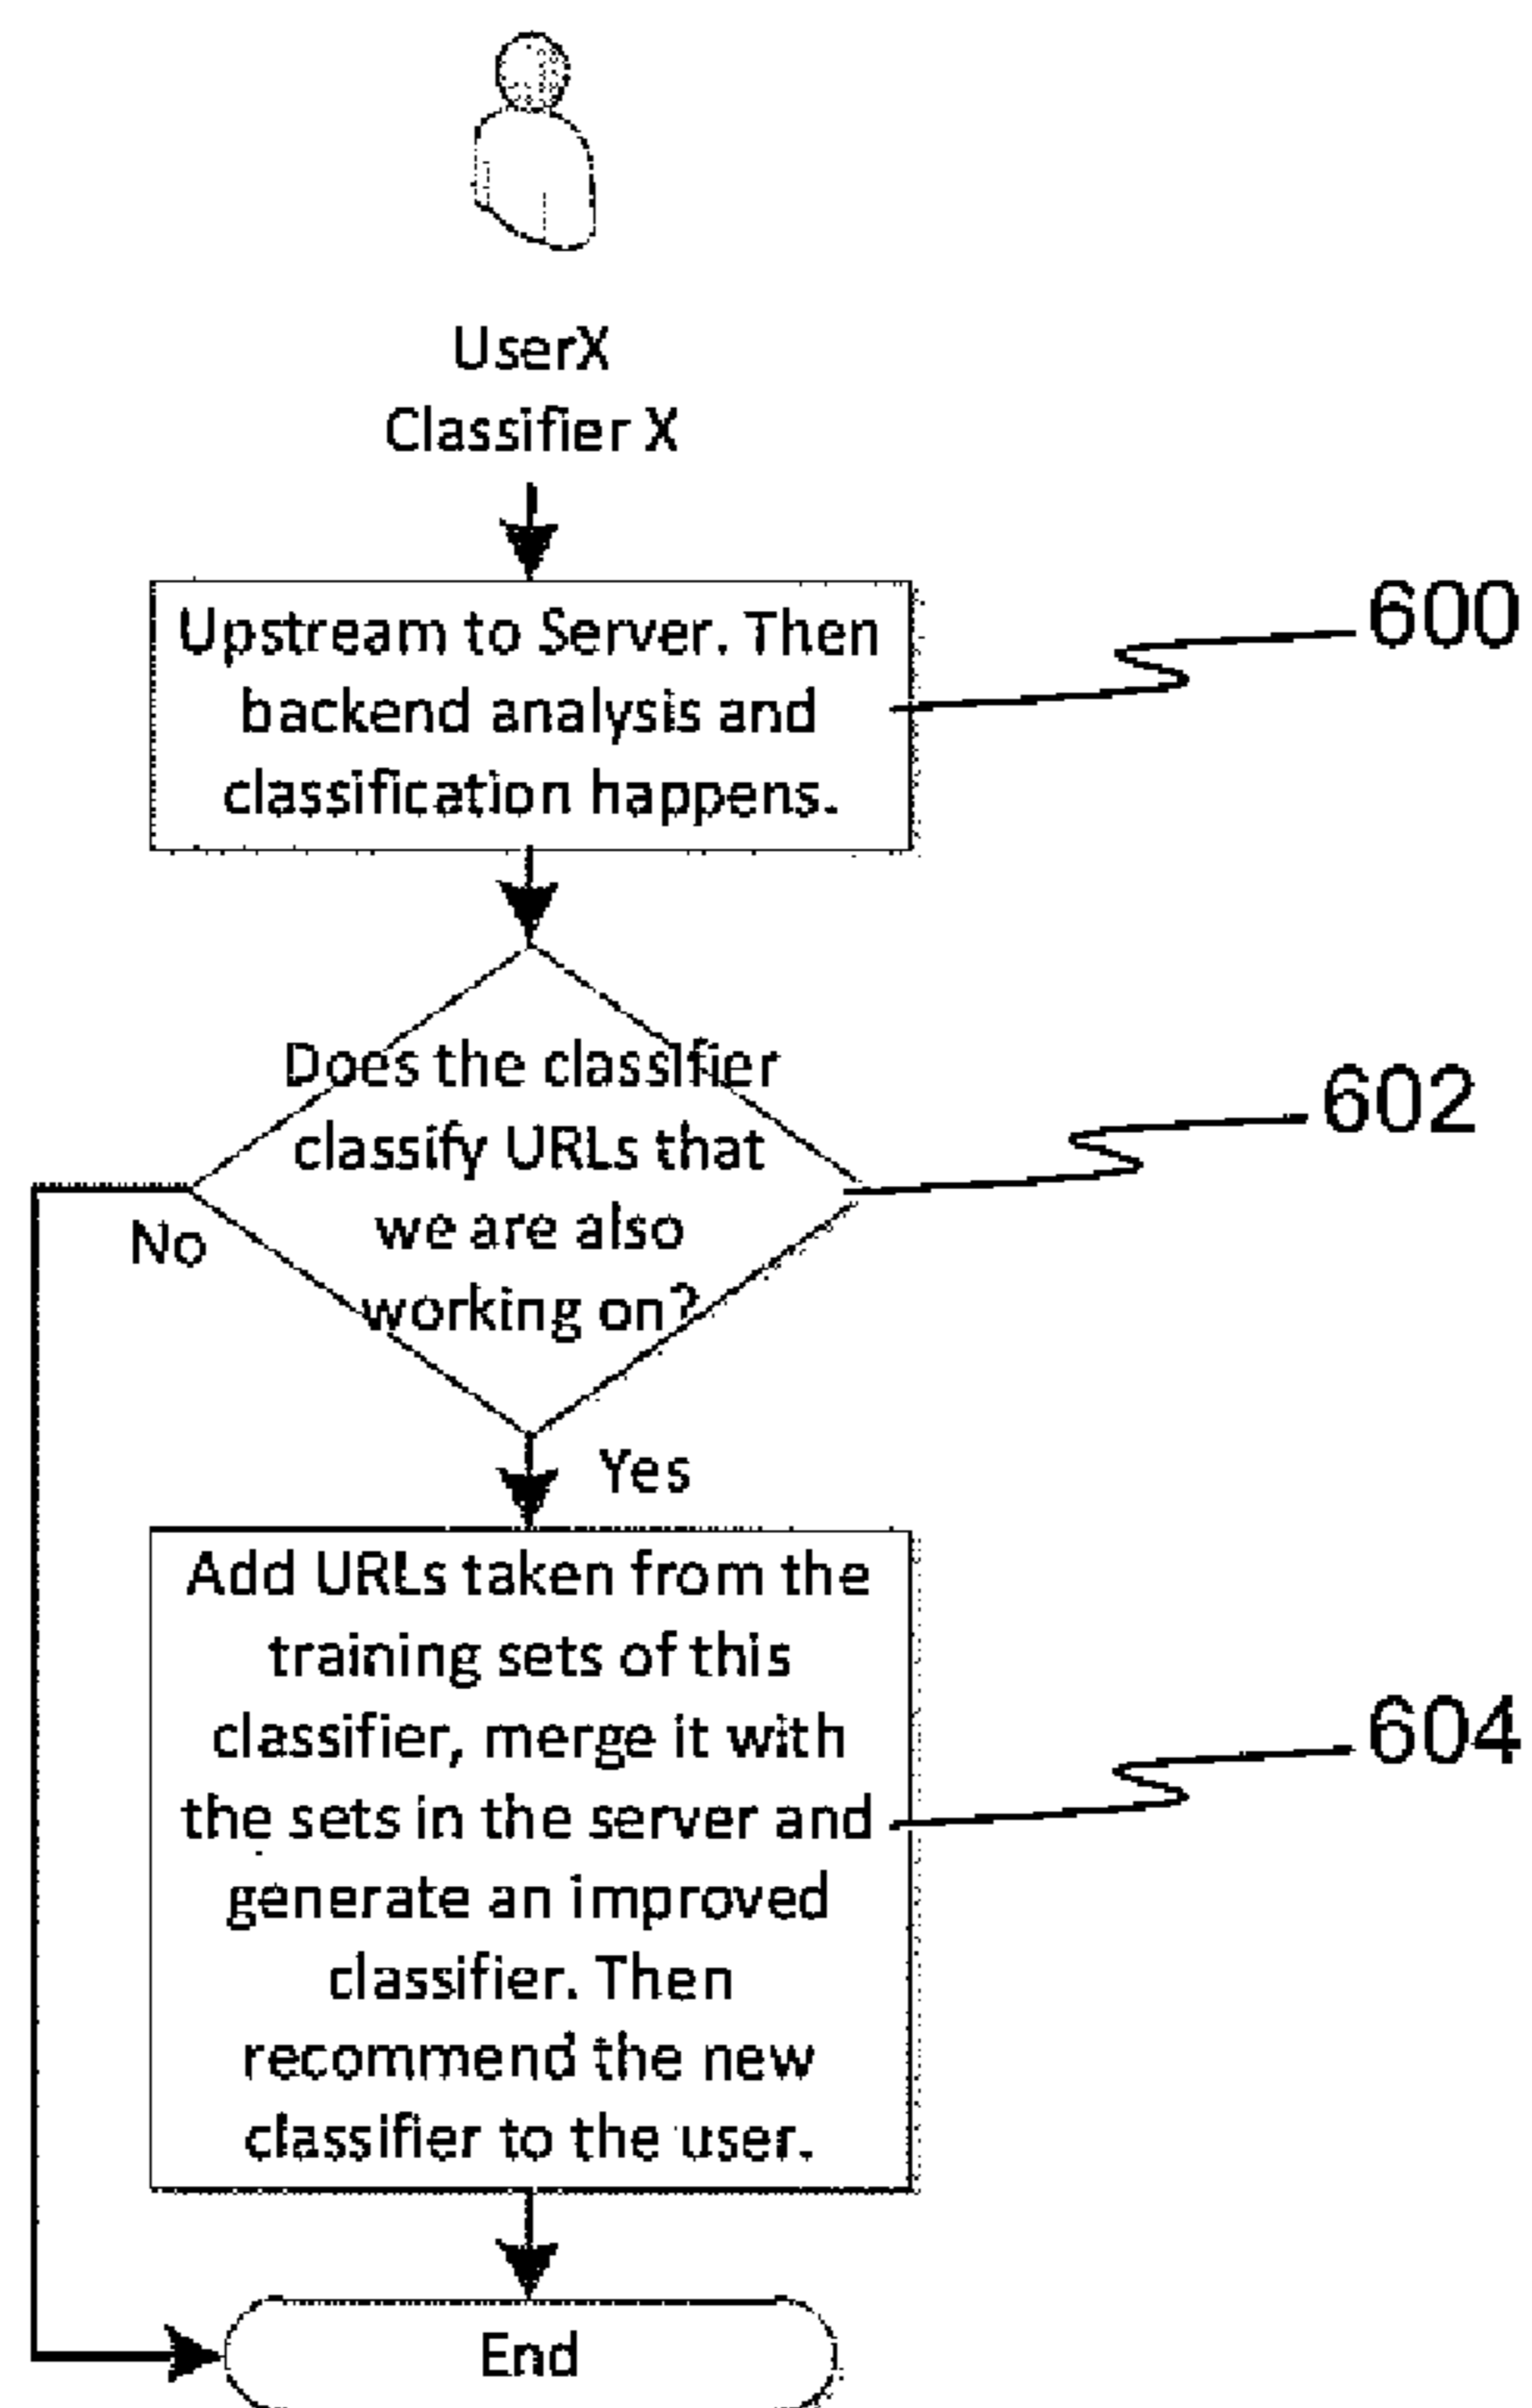 UserX
Classifier X
Upstream to Server. Then
backend analysis and
classification happens.
600
Does the classifier
classify URLs that
we are also
working on?
602
No
Yes
Add URLs taken from the
training sets of this
classifier, merge it with
the sets in the server and
generate an improved
classifier. Then
recommend the new
classifier to the user.
604
End